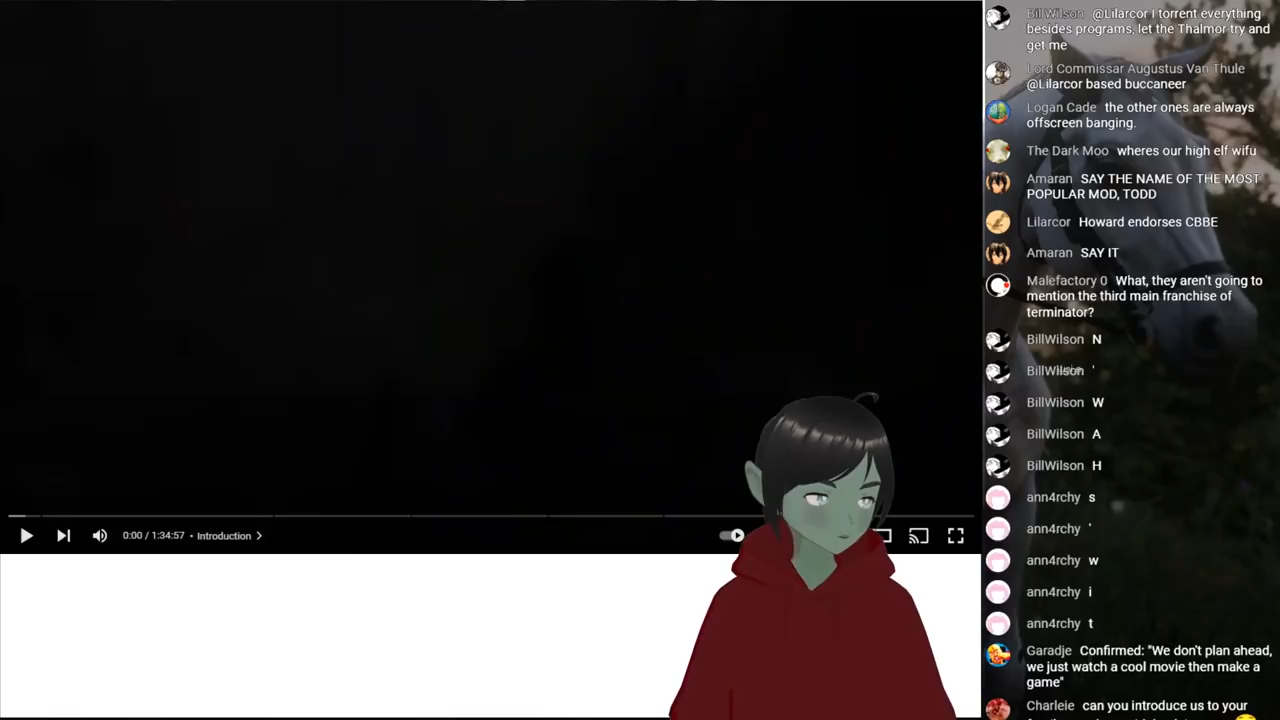 BillWilson @Lilarcor I torrent everything
besides programs, let the Thalmor try and
get me
Lord Commissar Augustus Van Thule
@Lilarcor based buccaneer
Logan Cade the other ones are always
offscreen banging.
The Dark Moo wheres our high elf wifu
Amaran SAY THE NAME OF THE MOST
POPULAR MOD, TODD
Lilarcor Howard endorses CBBE
Amaran SAY IT
Malefactory 0 What, they aren't going to
mention the third main franchise of
terminator?
BillWilson N
BillWilson '
BillWilson W
BillWilson A
BillWilson H
ann4rchy s
ann4rchy '
ann4rchy w
ann4rchy i
ann4rchy t
Garadje Confirmed: "We don't plan ahead,
we just watch a cool movie then make a
game"
Charleie can you introduce us to your
0:00 / 1:34:57 • Introduction